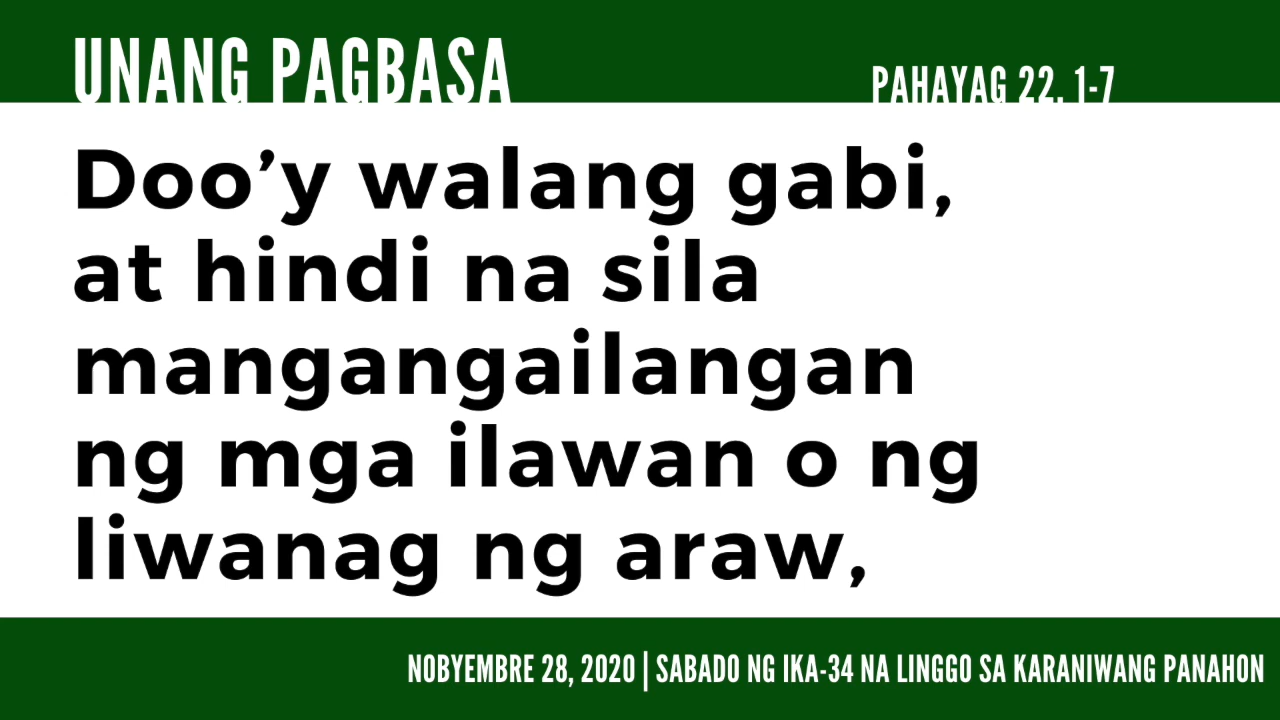 UNANG PAGBASA
PAHAYAG 22, 1-7
Doo’y walang gabi,
at hindi na sila
mangangailangan
ng mga ilawan o ng
liwanag ng araw,
NOBYEMBRE 28, 2020 | SABADO NG IKA-34 NA LINGGO SA KARANIWANG PANAHON